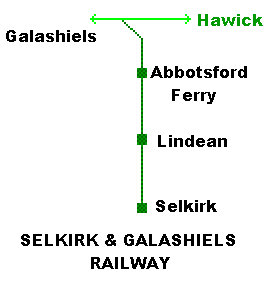 Hawick
Galashiels
Abbotsford
Ferry
Lindean
Selkirk
SELKIRK & GALASHIELS
RAILWAY